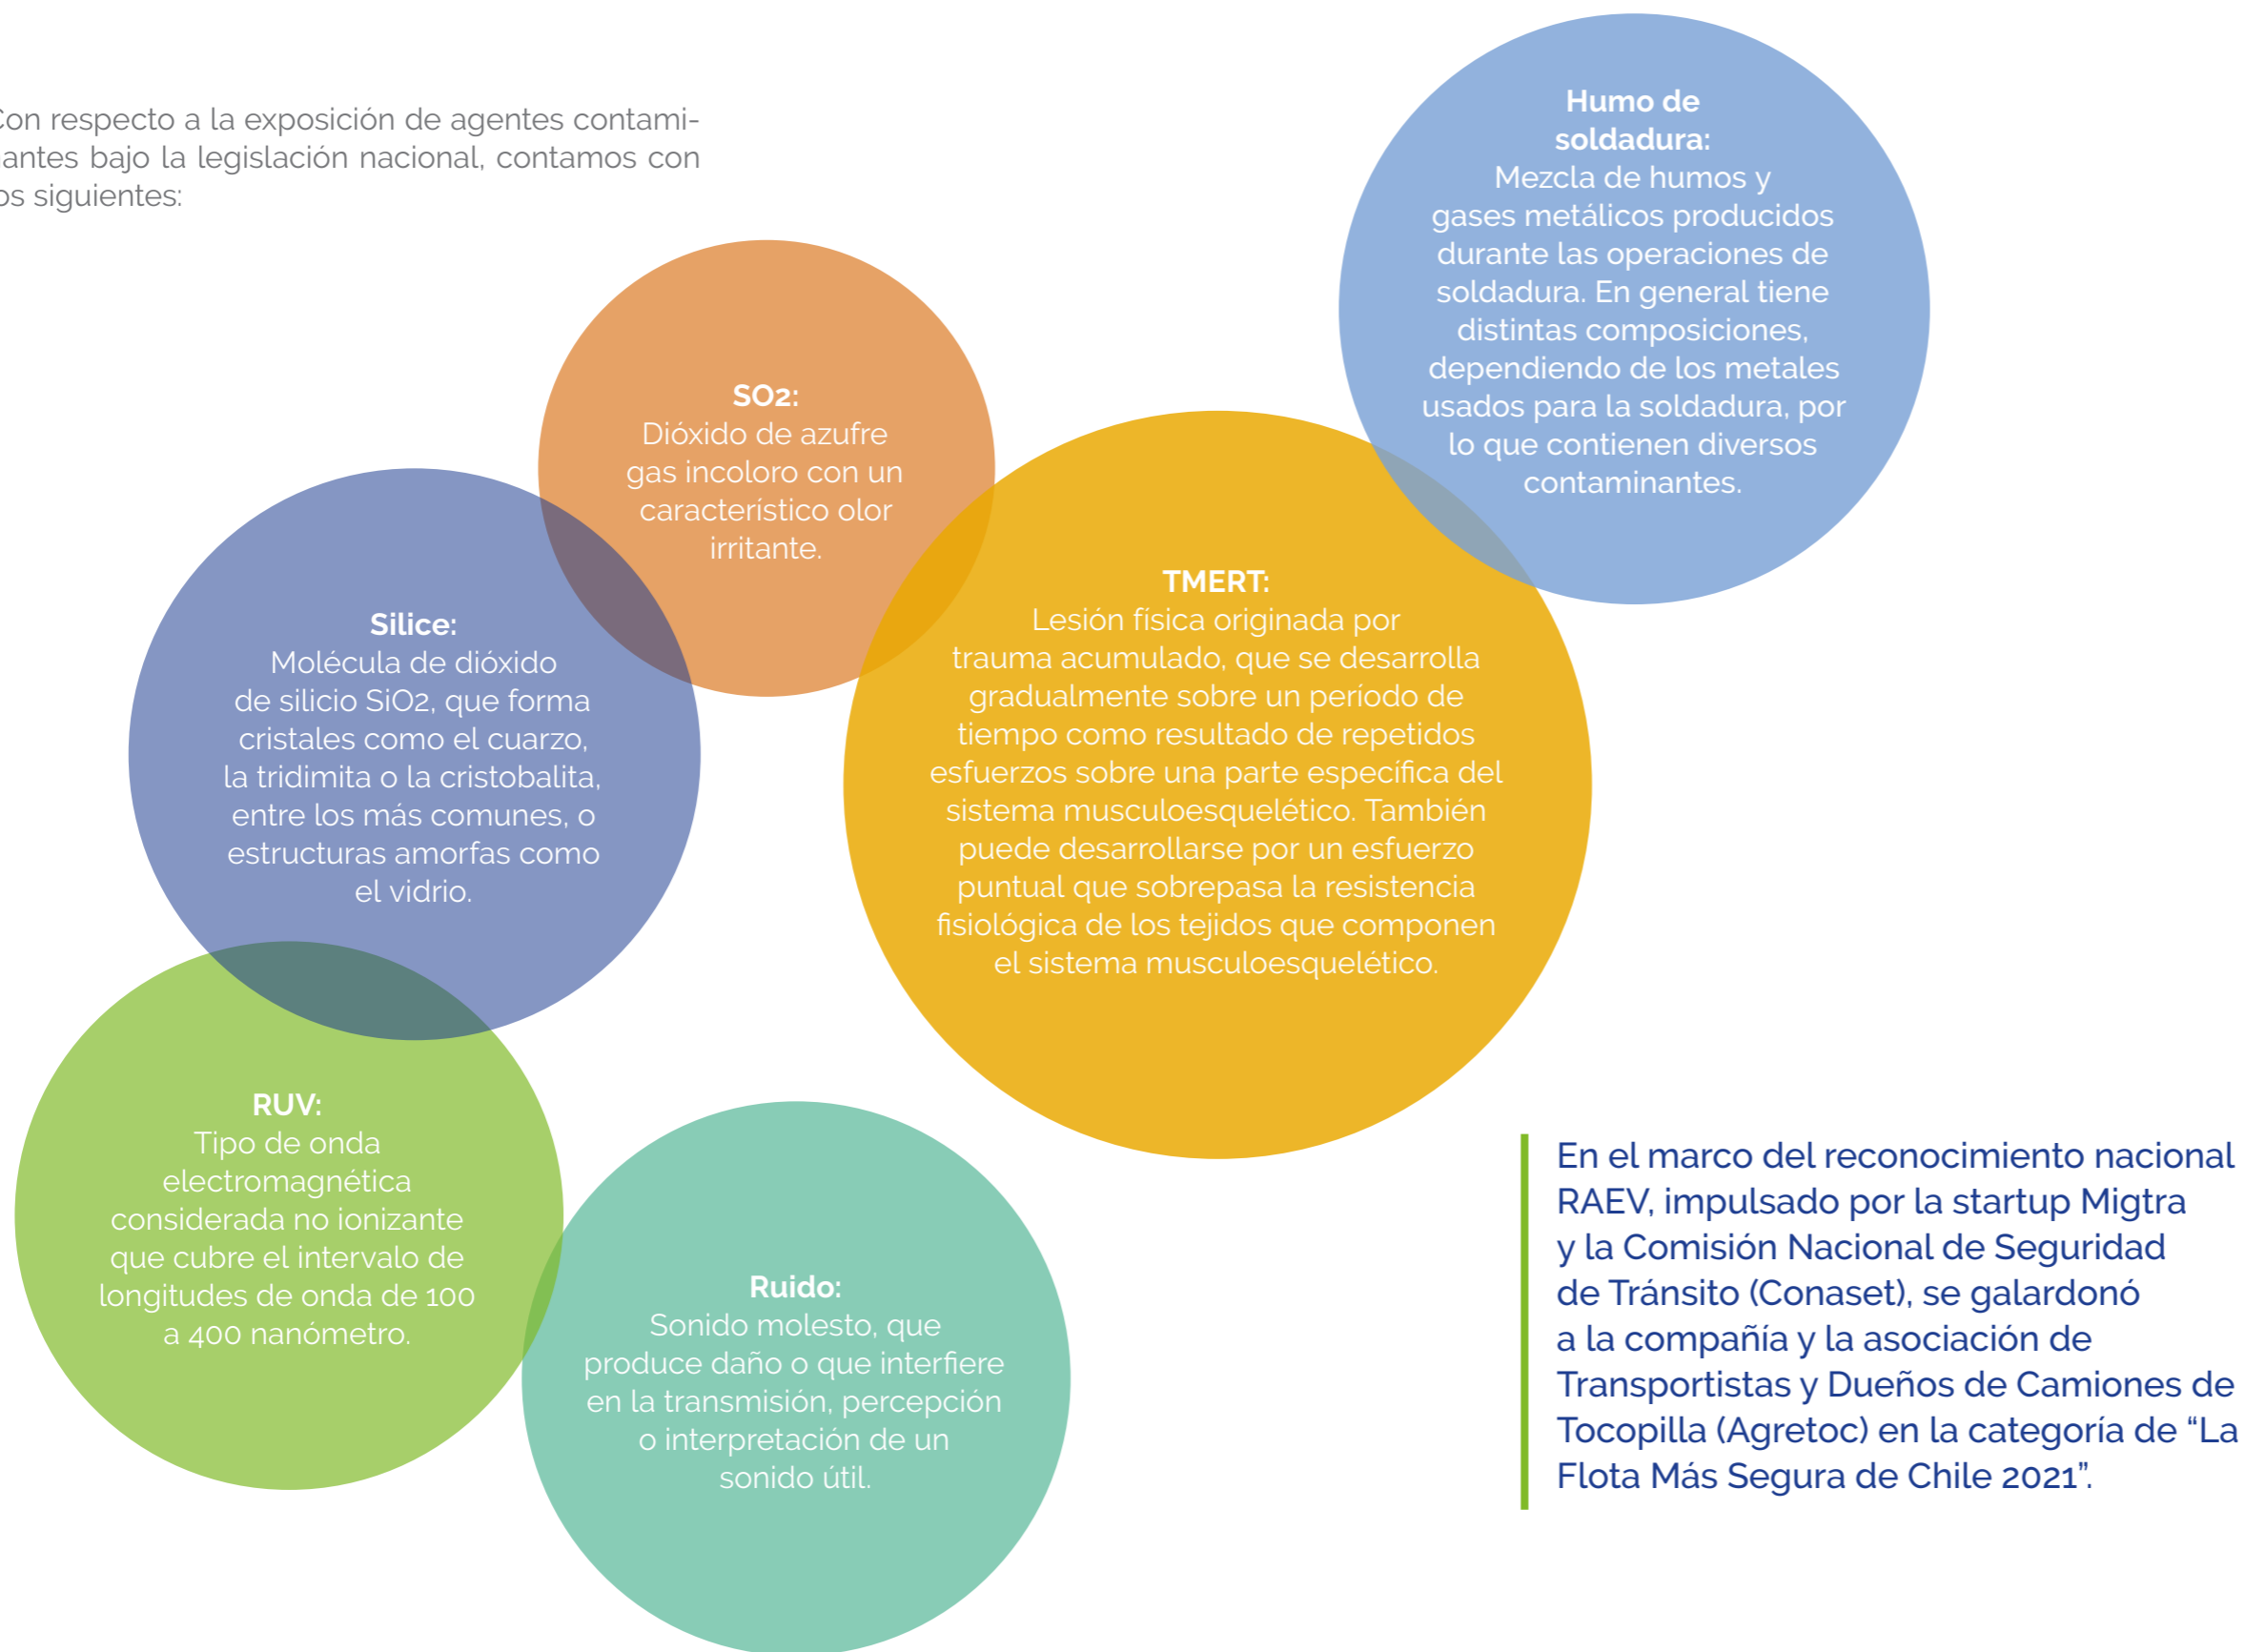 Con respecto a la exposición de agentes contami-
nantes bajo la legislación nacional, contamos con
los siguientes:
Humo de
soldadura:
Mezcla de humos y
gases metálicos producidos
durante las operaciones de
soldadura. En general tiene
distintas composiciones,
dependiendo de los metales
usados para la soldadura, por
lo que contienen diversos
contaminantes.
SO2:
Dióxido de azufre
gas incoloro con un
característico olor
irritante.
TMERT:
Lesión física originada por
trauma acumulado, que se desarrolla
gradualmente sobre un período de
tiempo como resultado de repetidos
esfuerzos sobre una parte específica del
sistema musculoesquelético. También
puede desarrollarse por un esfuerzo
puntual que sobrepasa la resistencia
fisiológica de los tejidos que componen
el sistema musculoesquelético.
Silice:
Molécula de dióxido
de silicio SiO2, que forma
cristales como el cuarzo,
la tridimita o la cristobalita,
entre los más comunes, o
estructuras amorfas como
el vidrio.
RUV:
Tipo de onda
electromagnética
considerada no ionizante
que cubre el intervalo de
longitudes de onda de 100
a 400 nanómetro.
Ruido:
Sonido molesto, que
produce daño o que interfiere
en la transmisión, percepción
o interpretación de un
sonido útil.
En el marco del reconocimiento nacional
RAEV, impulsado por la startup Migtra
y la Comisión Nacional de Seguridad
de Tránsito (Conaset), se galardonó
a la compañía y la asociación de
Transportistas y Dueños de Camiones de
Tocopilla (Agretoc) en la categoría de “La
Flota Más Segura de Chile 2021”.